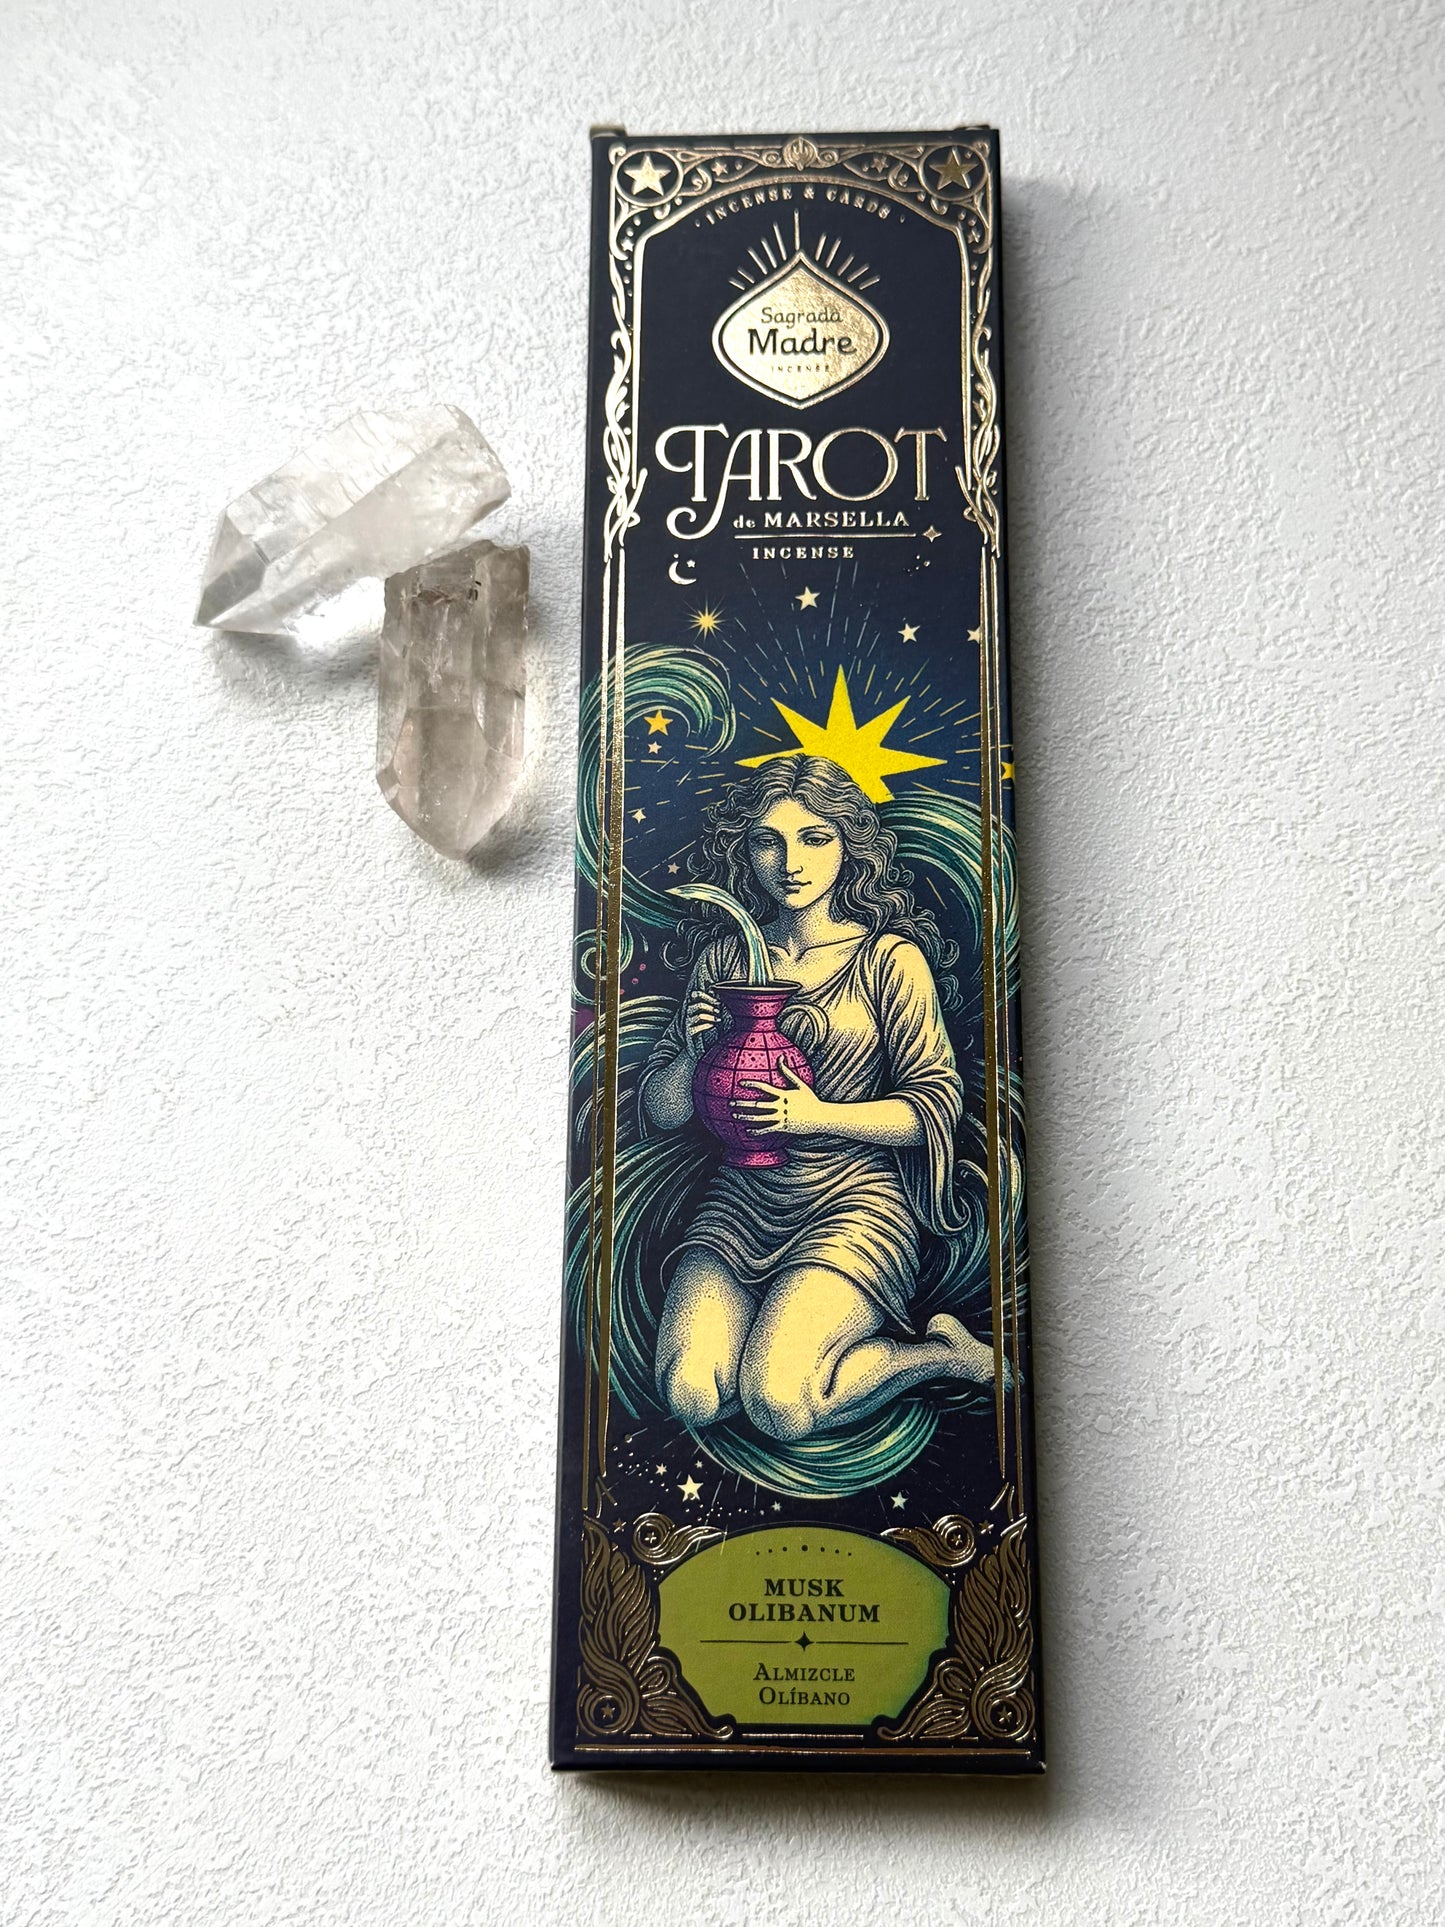 INCENSE & CARDS
Sagrada
Madre
INCENSE
TAROT
de MARSELLA
INCENSE
MUSK
OLIBANUM
ALMIZCLE
OLÍBANO